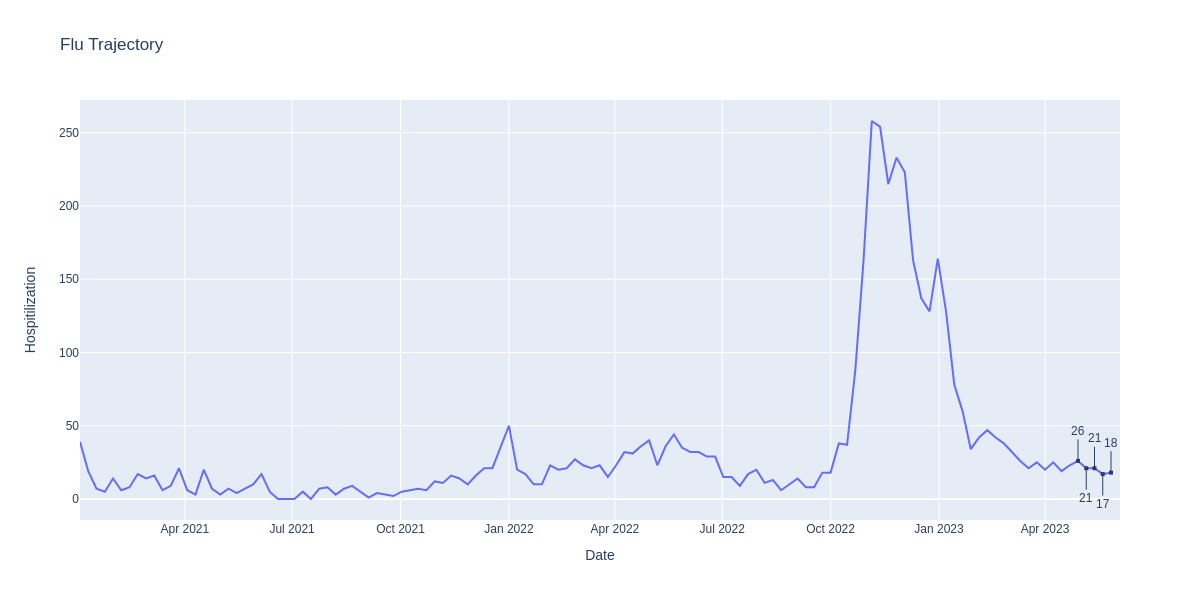 Flu Trajectory
250
200
150
100
50
0
Hospitilization
26
21
21
17
18
Apr 2021
Jul 2021
Oct 2021
Jan 2022
Apr 2022
Jul 2022
Oct 2022
Jan 2023
Apr 2023
Date